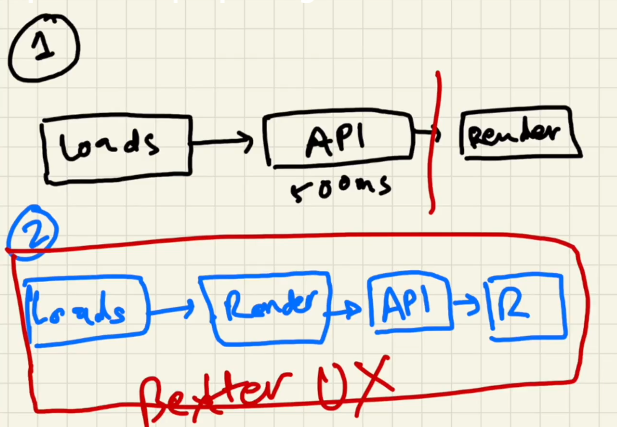 1
Loads API Render
500ms
2
Loads Render API R
Better UX